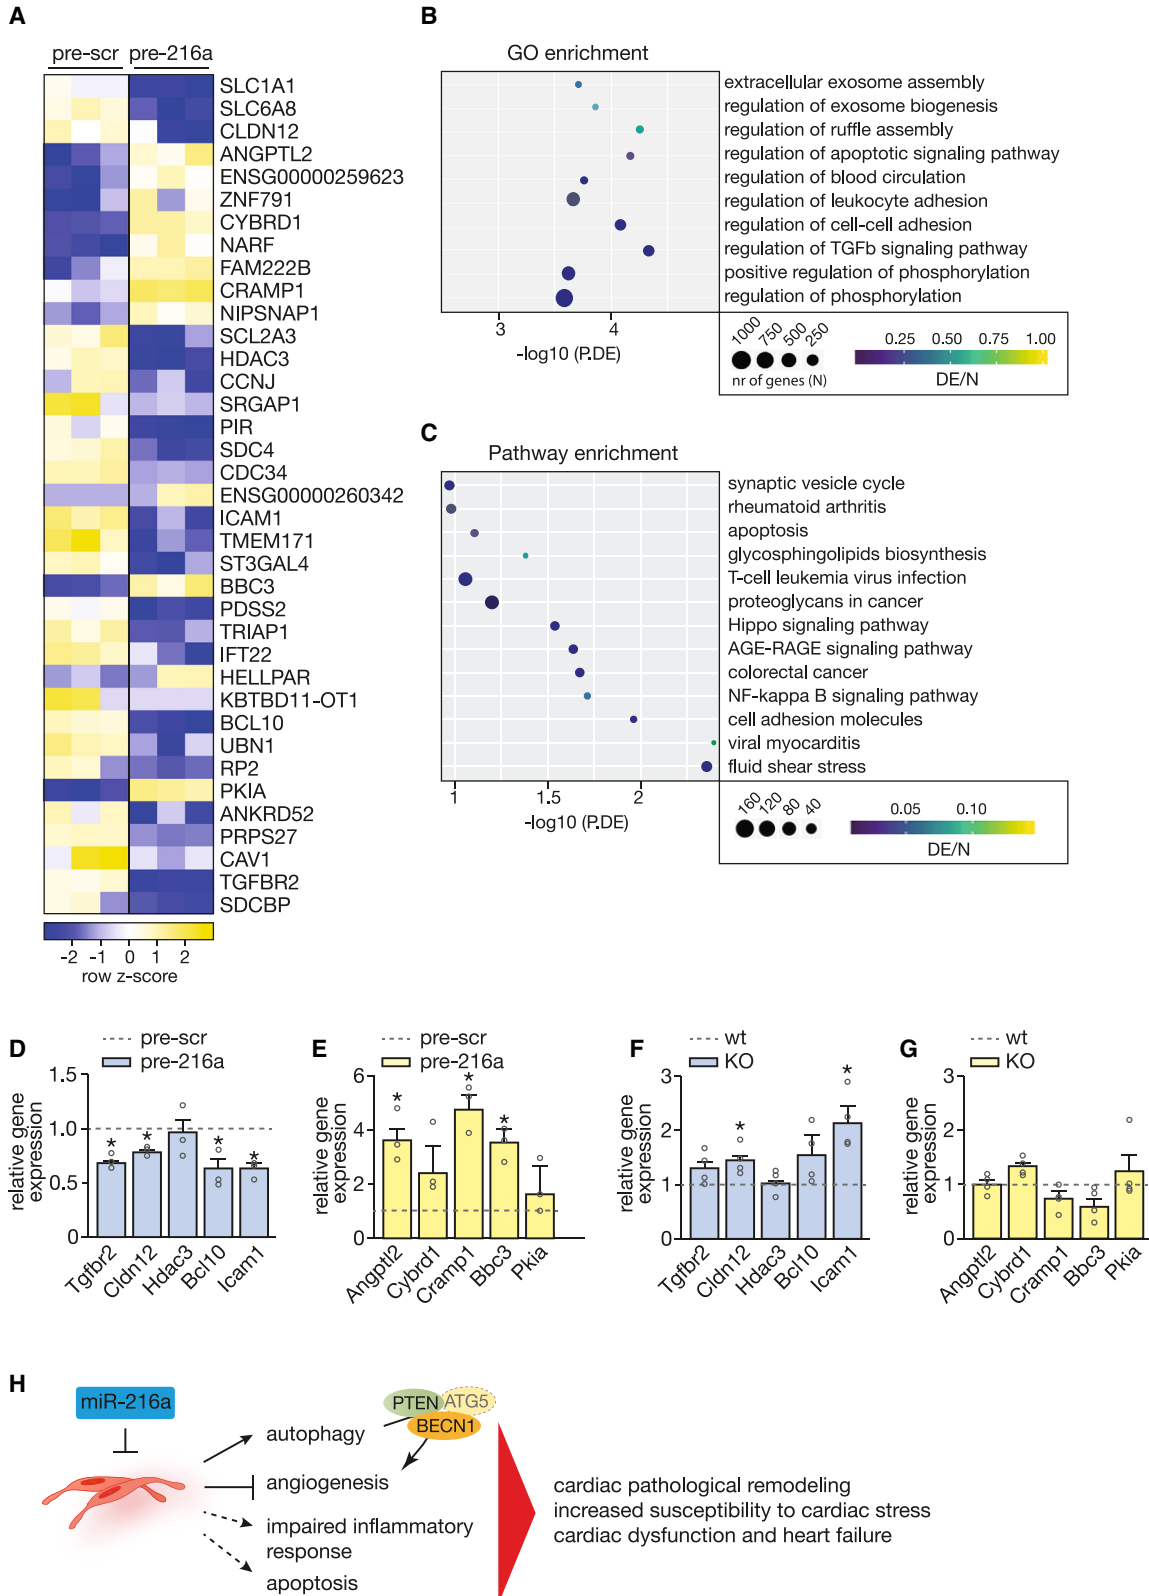 A
pre-scr
pre-216a
SLC1A1
SLC6A8
CLDN12
ANGPTL2
ENSG00000259623
ZNF791
CYBRD1
NARF
FAM222B
CRAMP1
NIPSNAP1
SCL2A3
HDAC3
CCNJ
SRGAP1
PIR
SDC4
CDC34
ENSG00000260342
ICAM1
TMEM171
ST3GAL4
BBC3
PDSS2
TRIAP1
IFT22
HELLPAR
KBTBD11-OT1
BCL10
UBN1
RP2
PKIA
ANKRD52
PRPS27
CAV1
TGFBR2
SDCBP
-2 -1 0 1 2
row z-score
B
GO enrichment
extracellular exosome assembly
regulation of exosome biogenesis
regulation of ruffle assembly
regulation of apoptotic signaling pathway
regulation of blood circulation
regulation of leukocyte adhesion
regulation of cell-cell adhesion
regulation of TGFb signaling pathway
positive regulation of phosphorylation
regulation of phosphorylation
3 4
-log10 (P.DE)
1000 750 500 250
nr of genes (N)
0.25 0.50 0.75 1.00
DE/N
C
Pathway enrichment
synaptic vesicle cycle
rheumatoid arthritis
apoptosis
glycosphingolipids biosynthesis
T-cell leukemia virus infection
proteoglycans in cancer
Hippo signaling pathway
AGE-RAGE signaling pathway
colorectal cancer
NF-kappa B signaling pathway
cell adhesion molecules
viral myocarditis
fluid shear stress
1 1.5 2
-log10 (P.DE)
160 120 80 40
0.05 0.10
DE/N
D
pre-scr
pre-216a
relative gene
expression
1.5
1.0
0.5
0
* * * *
Tgfbr2 Cldn12 Hdac3 Bcl10 Icam1
E
pre-scr
pre-216a
relative gene
expression
6
4
2
0
* * *
Angptl2 Cybrd1 Cramp1 Bbc3 Pkia
F
wt
KO
relative gene
expression
3
2
1
0
* *
Tgfbr2 Cldn12 Hdac3 Bcl10 Icam1
G
wt
KO
relative gene
expression
3
2
1
0
Angptl2 Cybrd1 Cramp1 Bbc3 Pkia
H
miR-216a
autophagy
angiogenesis
impaired inflammatory
response
apoptosis
PTEN
ATG5
BECN1
cardiac pathological remodeling
increased susceptibility to cardiac stress
cardiac dysfunction and heart failure